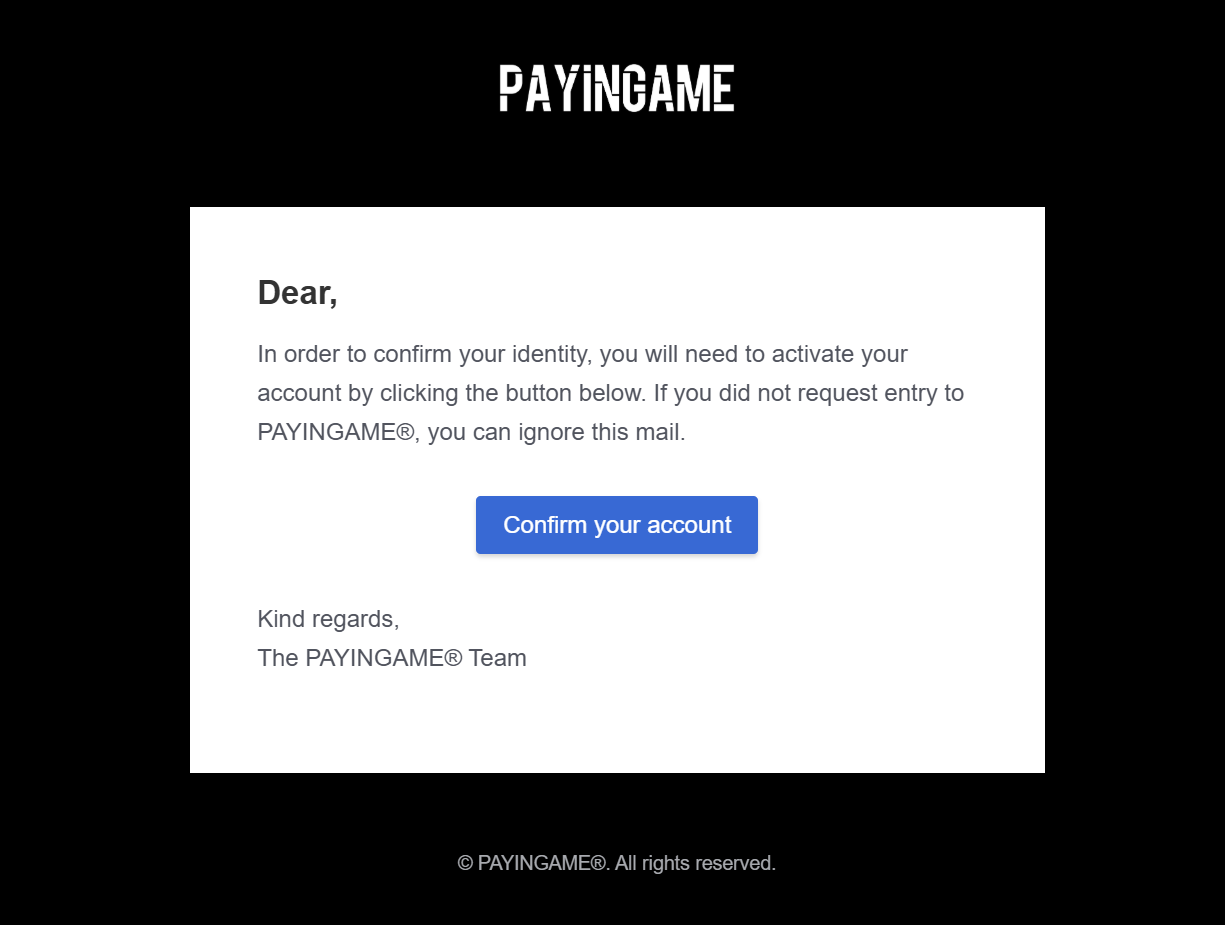 PAYINGAME
Dear,
In order to confirm your identity, you will need to activate your
account by clicking the button below. If you did not request entry to
PAYINGAME®, you can ignore this mail.
Confirm your account
Kind regards,
The PAYINGAME® Team
© PAYINGAME®. All rights reserved.